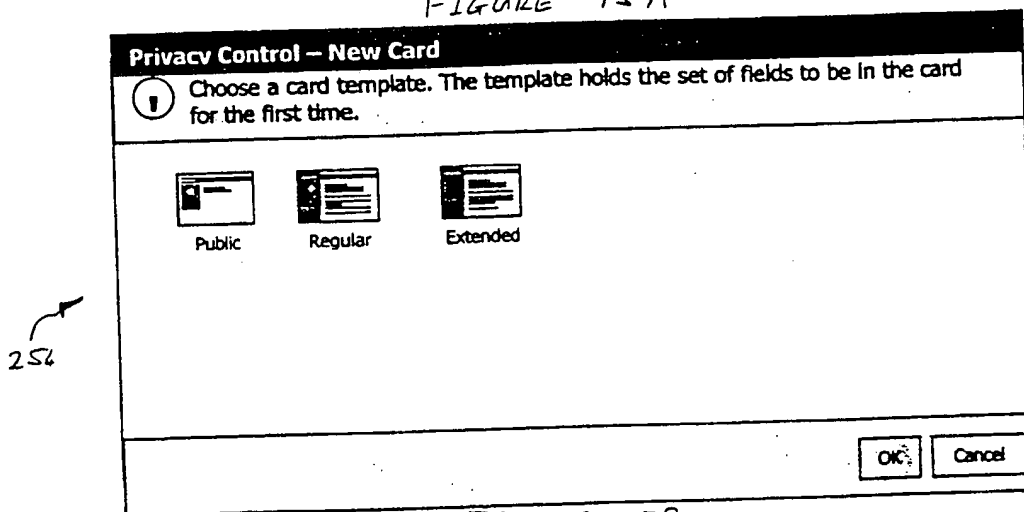 FIGURE
Privacy Control – New Card
Choose a card template. The template holds the set of fields to be in the card
for the first time.
Public
Regular
Extended
254
OK
Cancel